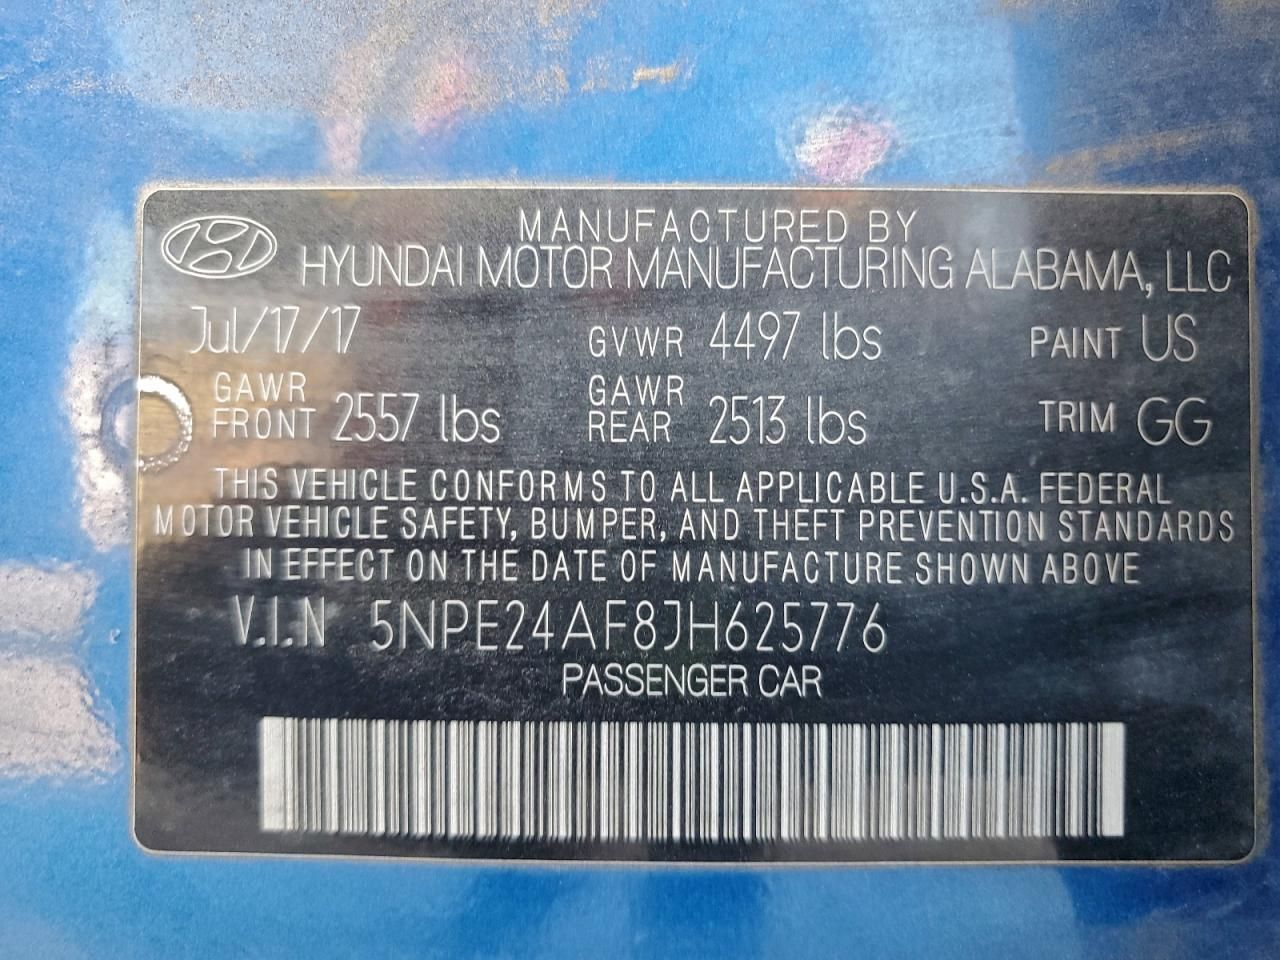 MANUFACTURED BY
HYUNDAI MOTOR MANUFACTURING ALABAMA, LLC
Jul/17/17 GVWR 4497 lbs PAINT US
GAWR FRONT 2557 lbs GAWR REAR 2513 lbs TRIM GG
THIS VEHICLE CONFORMS TO ALL APPLICABLE U.S.A. FEDERAL
MOTOR VEHICLE SAFETY, BUMPER, AND THEFT PREVENTION STANDARDS
IN EFFECT ON THE DATE OF MANUFACTURE SHOWN ABOVE
V.I.N 5NPE24AF8JH625776
PASSENGER CAR